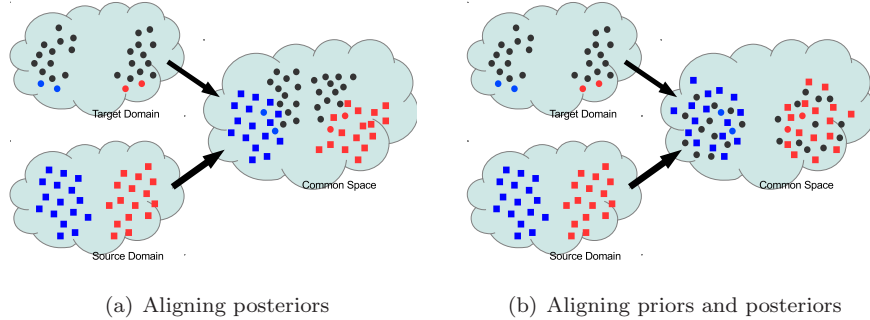 Target Domain
Common Space
Source Domain
(a) Aligning posteriors
Target Domain
Common Space
Source Domain
(b) Aligning priors and posteriors